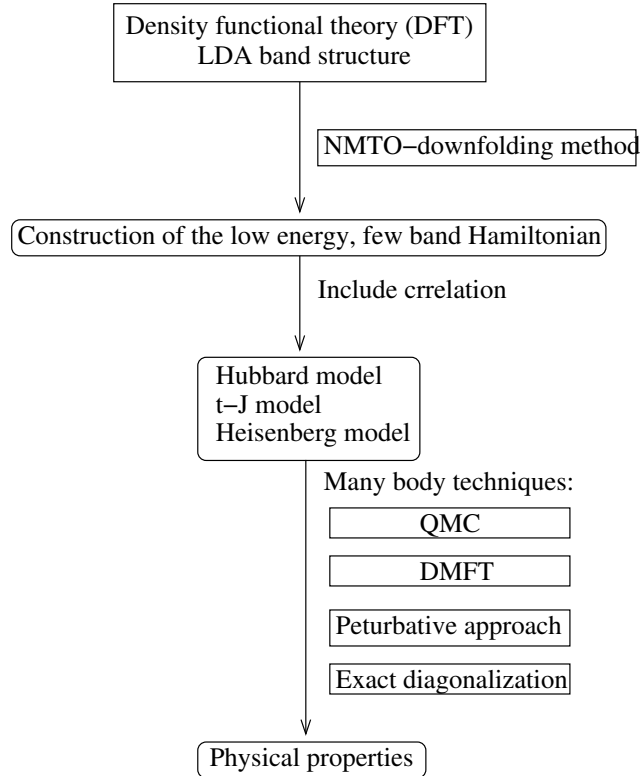 Density functional theory (DFT)
LDA band structure
NMTO−downfolding method
Construction of the low energy, few band Hamiltonian
Include crrelation
Hubbard model
t−J model
Heisenberg model
Many body techniques:
QMC
DMFT
Peturbative approach
Exact diagonalization
Physical properties